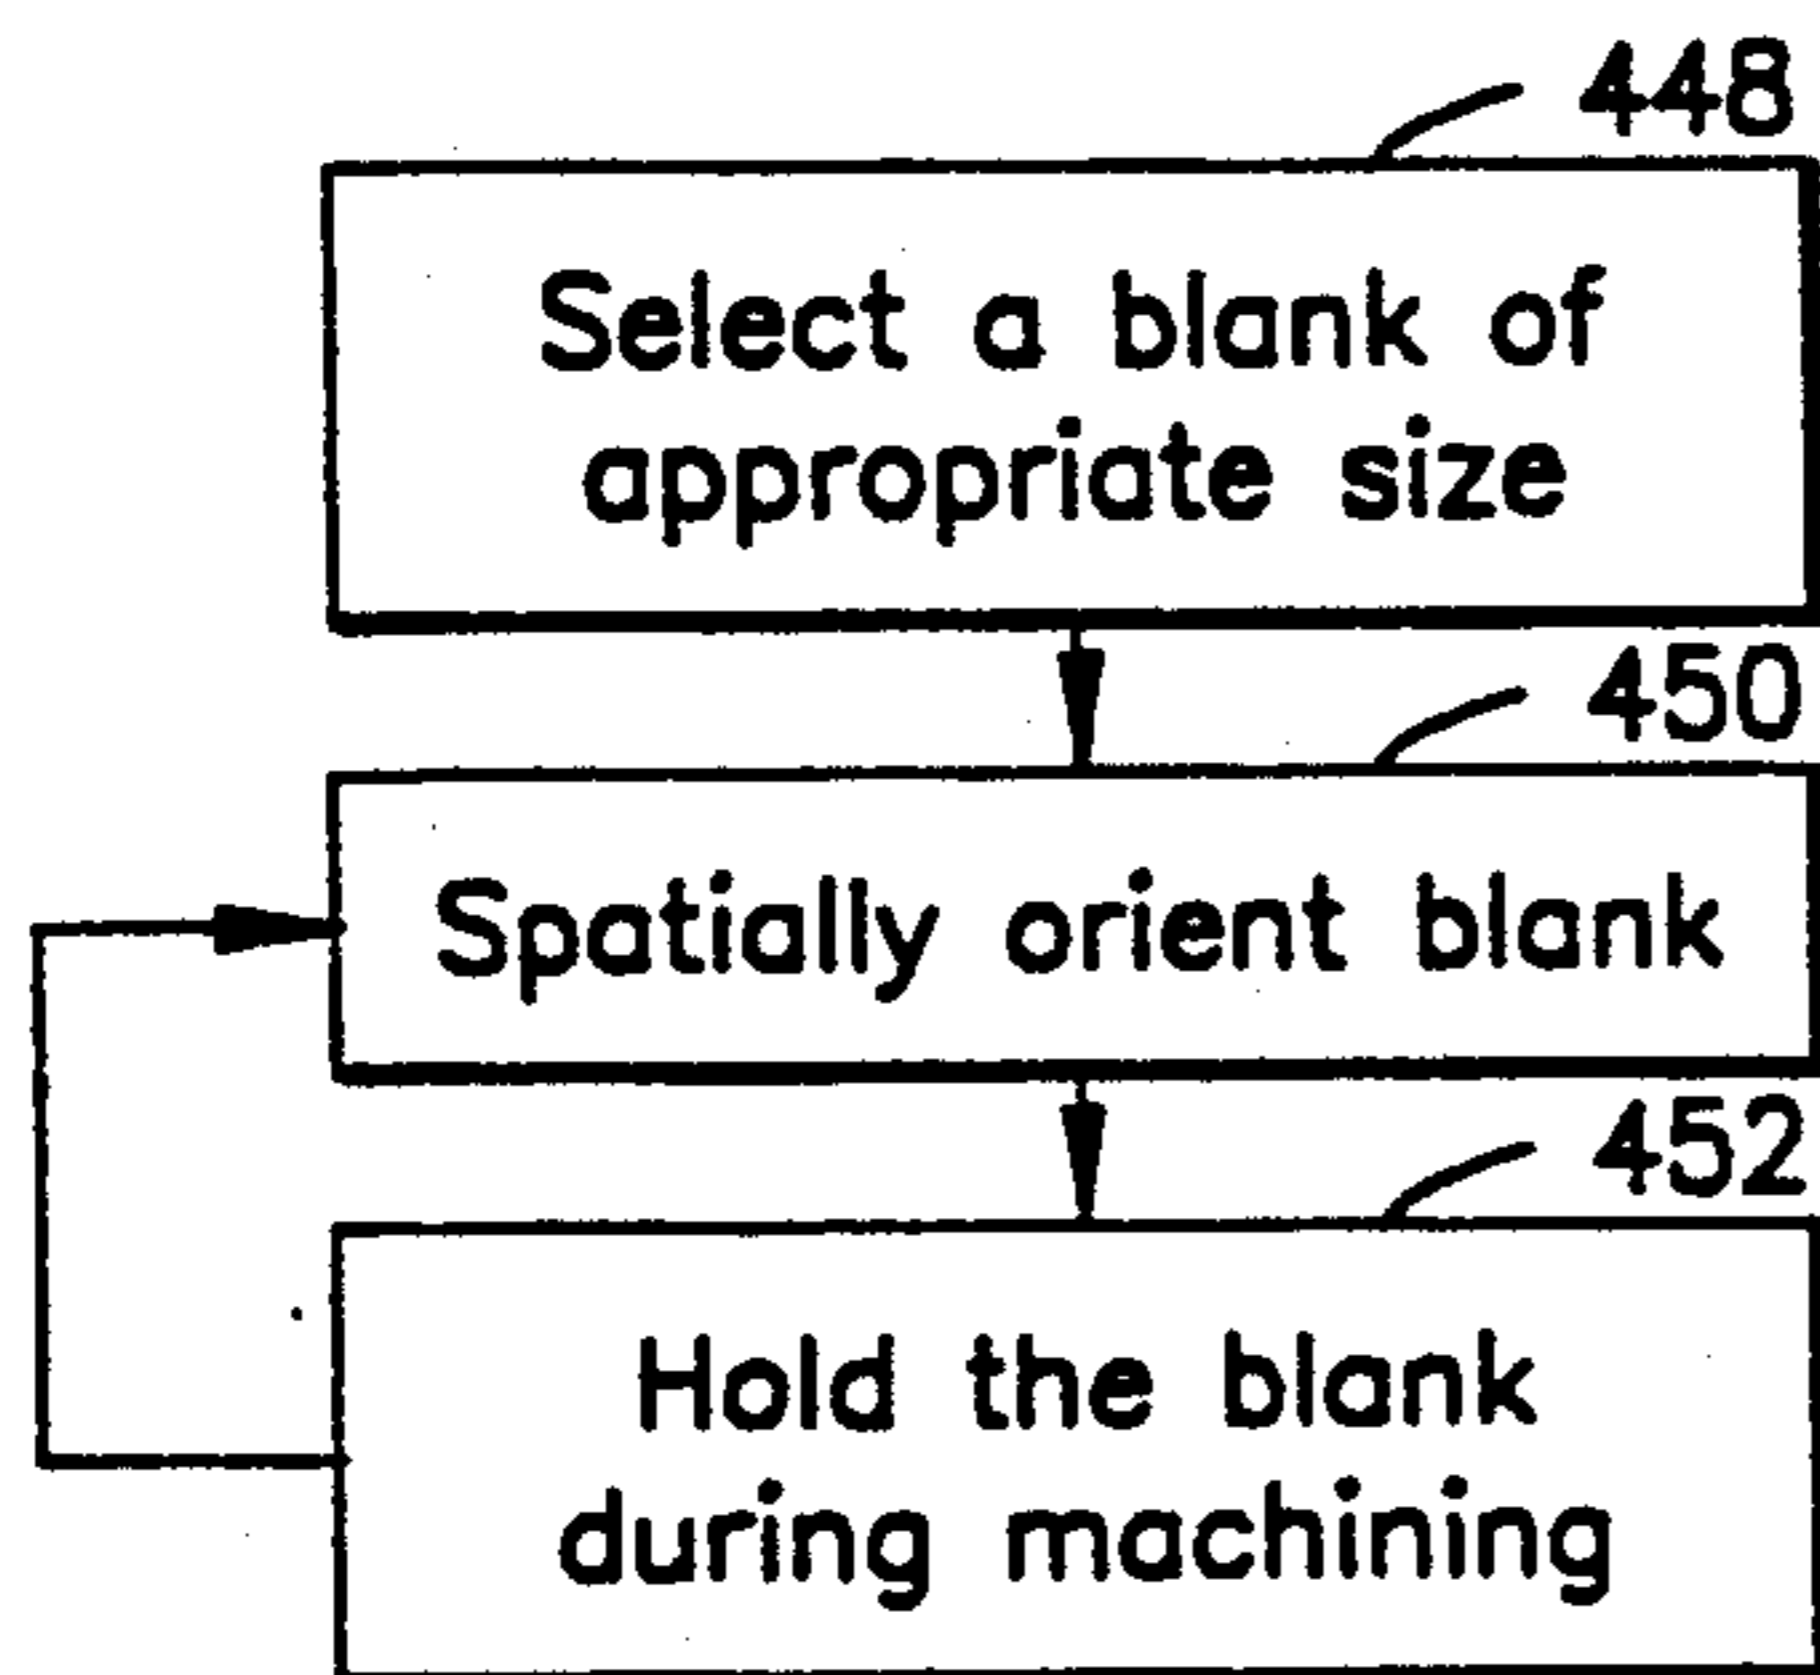 448
Select a blank of
appropriate size
450
Spatially orient blank
452
Hold the blank
during machining